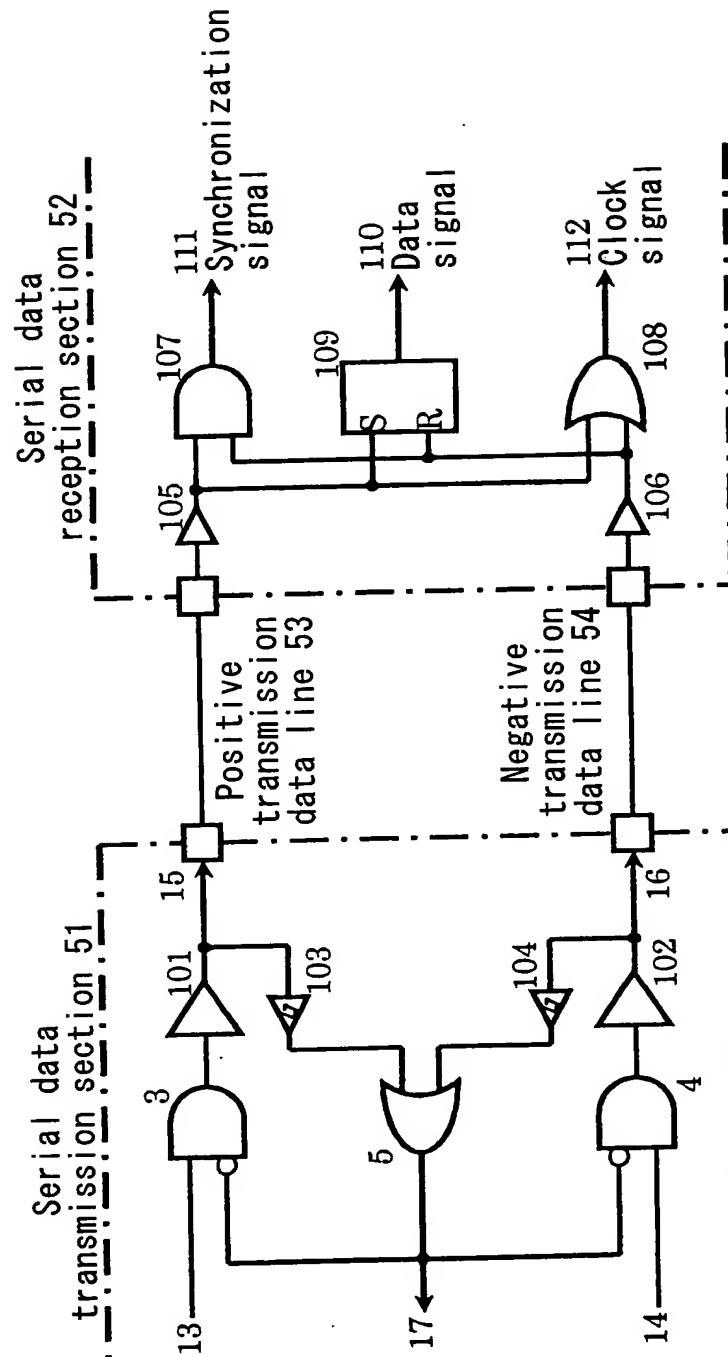 Serial data
transmission section 51
Serial data
reception section 52
13
3
101
15
103
Positive
transmission
data line 53
105
107
111
Synchronization
signal
17
5
109
S
R
110
Data
signal
14
4
102
104
16
Negative
transmission
data line 54
106
108
112
Clock
signal